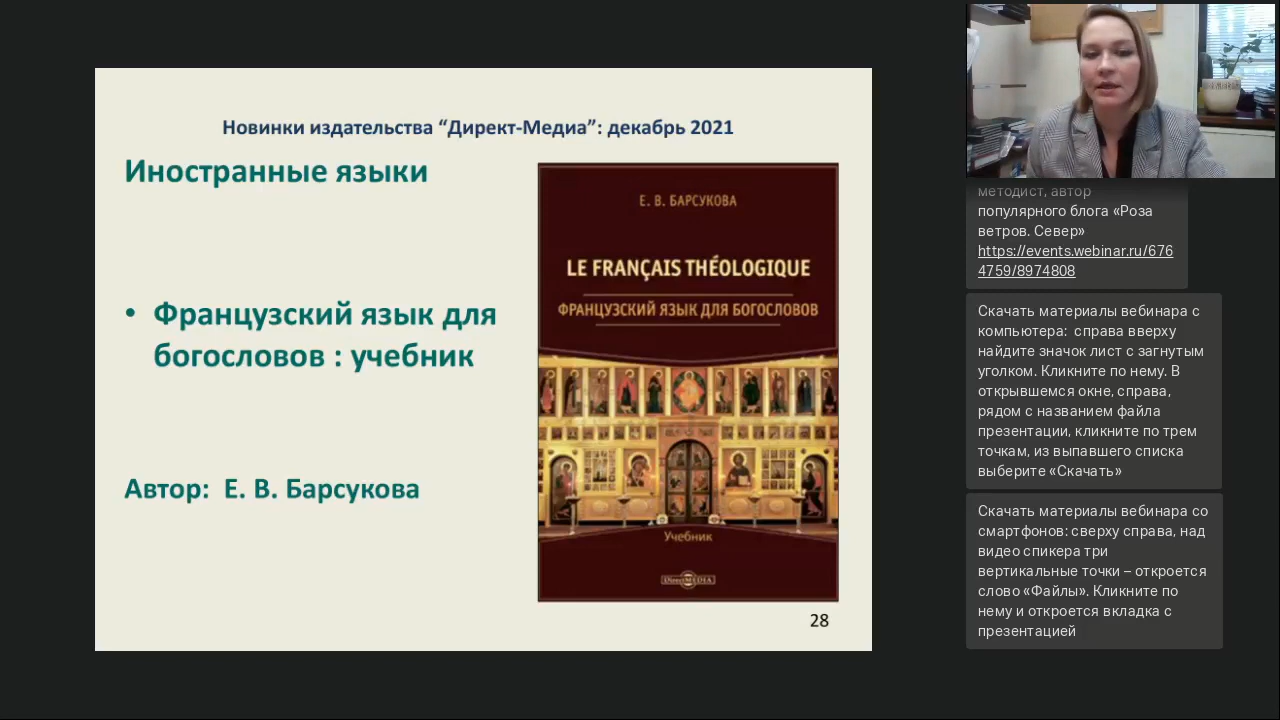 Новинки издательства “Директ-Медиа”: декабрь 2021
Иностранные языки
• Французский язык для
богословов : учебник
Автор: Е. В. Барсукова
Е. В. БАРСУКОВА
LE FRANÇAIS THÉOLOGIQUE
ФРАНЦУЗСКИЙ ЯЗЫК ДЛЯ БОГОСЛОВОВ
Учебник
DirectMEDIA
28
методист, автор
популярного блога «Роза
ветров. Север»
https://events.webinar.ru/676
4759/8974808
Скачать материалы вебинара с
компьютера: справа вверху
найдите значок лист с загнутым
уголком. Кликните по нему. В
открывшемся окне, справа,
рядом с названием файла
презентации, кликните по трем
точкам, из выпавшего списка
выберите «Скачать»
Скачать материалы вебинара со
смартфонов: сверху справа, над
видео спикера три
вертикальные точки – откроется
слово «Файлы». Кликните по
нему и откроется вкладка с
презентацией